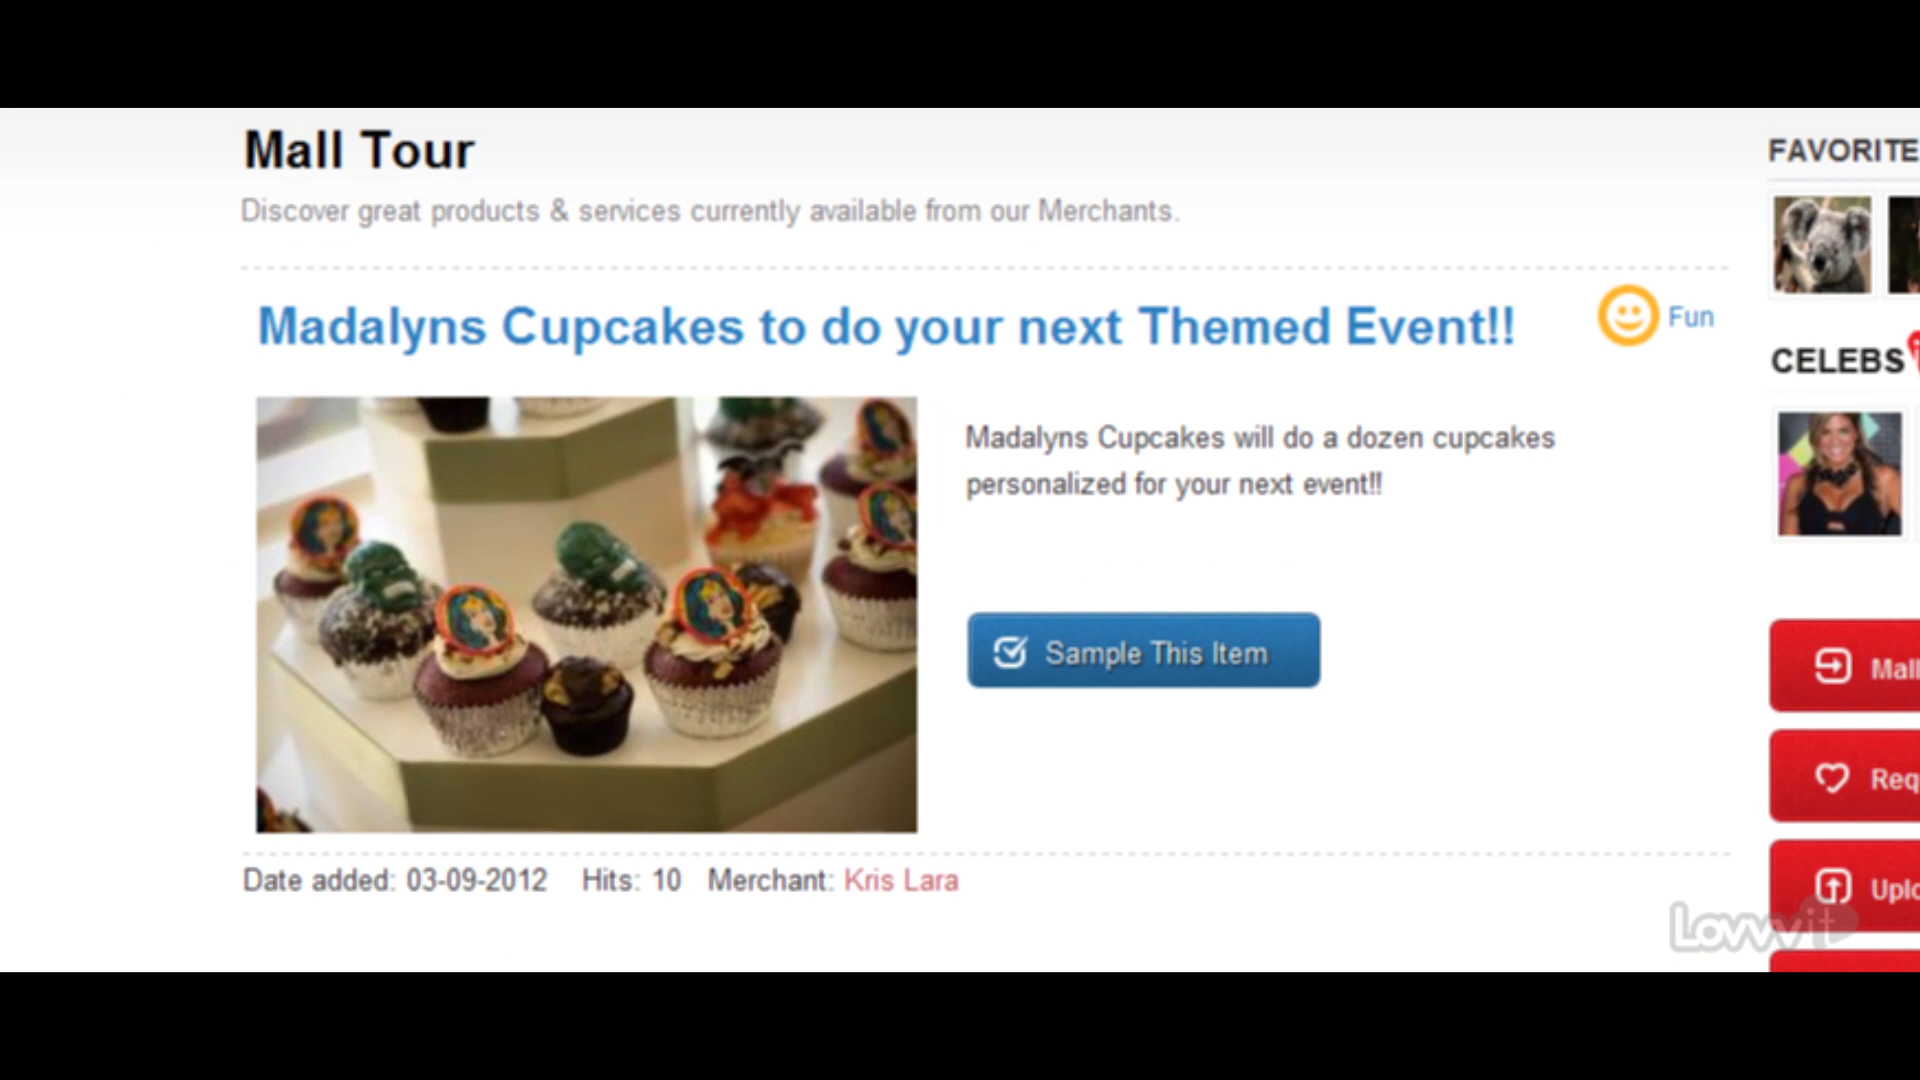 Mall Tour
Discover great products & services currently available from our Merchants.
Madalyns Cupcakes to do your next Themed Event!!
Fun
Madalyns Cupcakes will do a dozen cupcakes
personalized for your next event!!
Sample This Item
Date added: 03-09-2012 Hits: 10 Merchant: Kris Lara
FAVORITE
CELEBS
Mall
Req
Uplo
Lovvvit